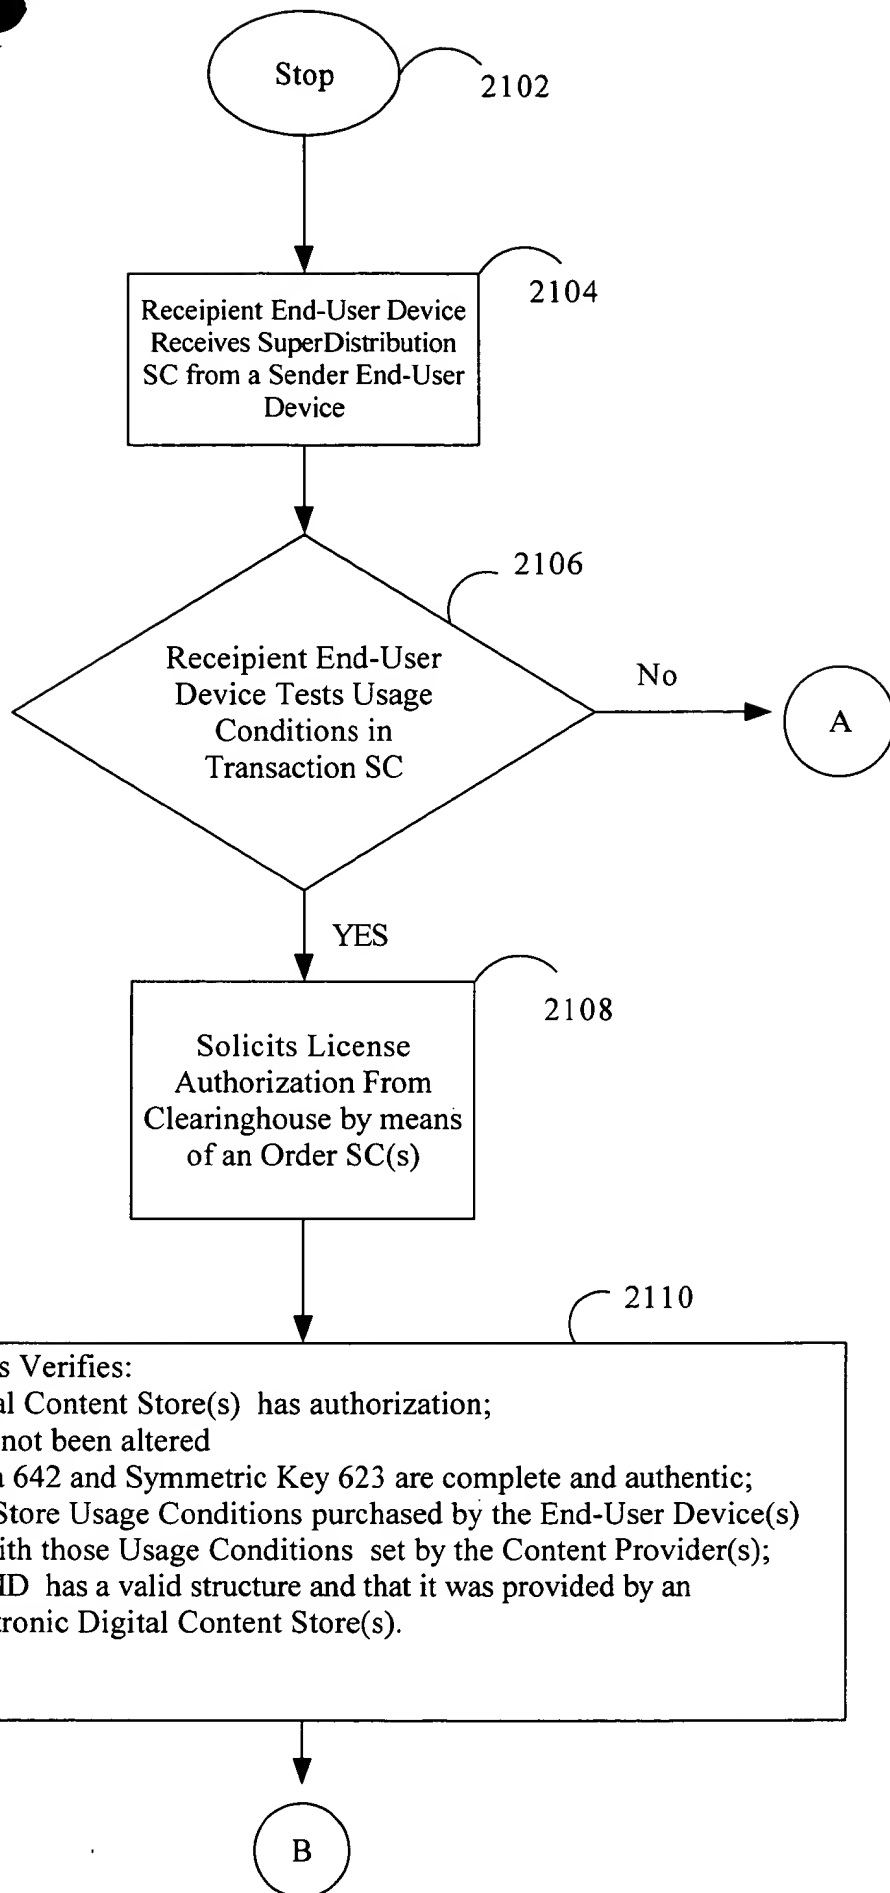 Stop
2102
2104
Receipient End-User Device
Receives SuperDistribution
SC from a Sender End-User
Device
2106
Receipient End-User
Device Tests Usage
Conditions in
Transaction SC
No
A
YES
2108
Solicits License
Authorization From
Clearinghouse by means
of an Order SC(s)
2110
s Verifies:
al Content Store(s) has authorization;
not been altered
642 and Symmetric Key 623 are complete and authentic;
Store Usage Conditions purchased by the End-User Device(s)
ith those Usage Conditions set by the Content Provider(s);
ID has a valid structure and that it was provided by an
tronic Digital Content Store(s).
B